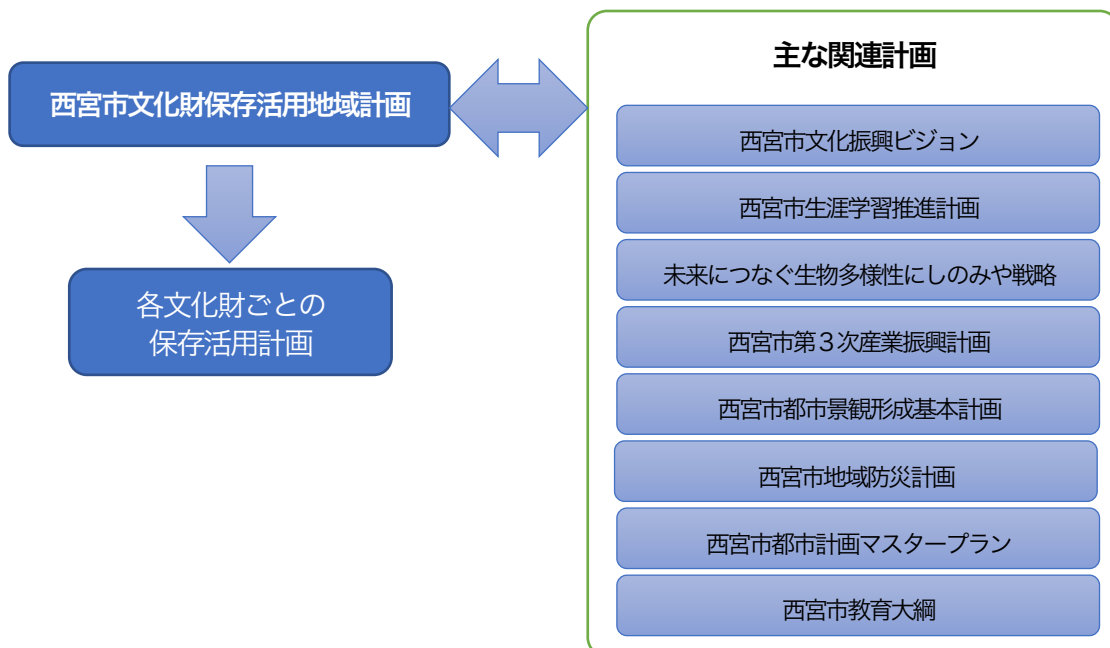 西宮市文化財保存活用地域計画
各文化財ごとの
保存活用計画
主な関連計画
西宮市文化振興ビジョン
西宮市生涯学習推進計画
未来につなぐ生物多様性にしのみや戦略
西宮市第３次産業振興計画
西宮市都市景観形成基本計画
西宮市地域防災計画
西宮市都市計画マスタープラン
西宮市教育大綱